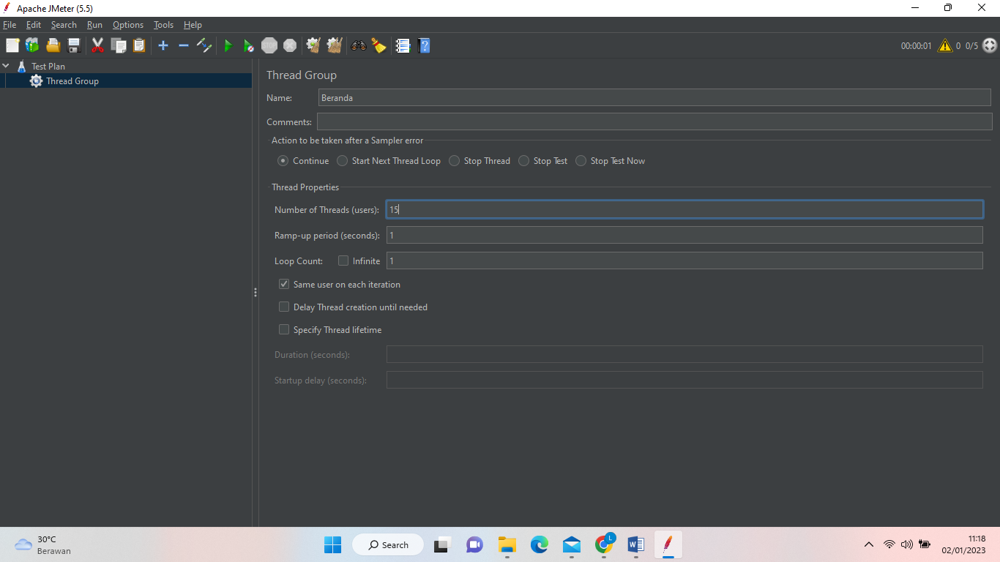 Apache JMeter (5.5)
File Edit Search Run Options Tools Help
STOP
00:00:01 0 0/5
Test Plan
Thread Group
Thread Group
Name: Beranda
Comments:
Action to be taken after a Sampler error
Continue Start Next Thread Loop Stop Thread Stop Test Stop Test Now
Thread Properties
Number of Threads (users): 15
Ramp-up period (seconds): 1
Loop Count: Infinite 1
Same user on each iteration
Delay Thread creation until needed
Specify Thread lifetime
Duration (seconds):
Startup delay (seconds):
30°C
Berawan
Search
L
11:18
02/01/2023